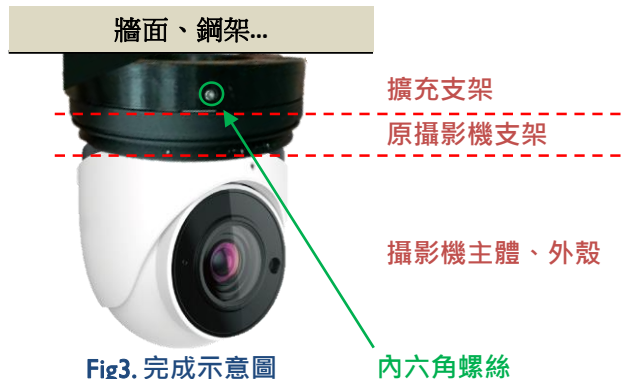 牆面、鋼架...
擴充支架
原攝影機支架
攝影機主體、外殼
Fig3. 完成示意圖
內六角螺絲